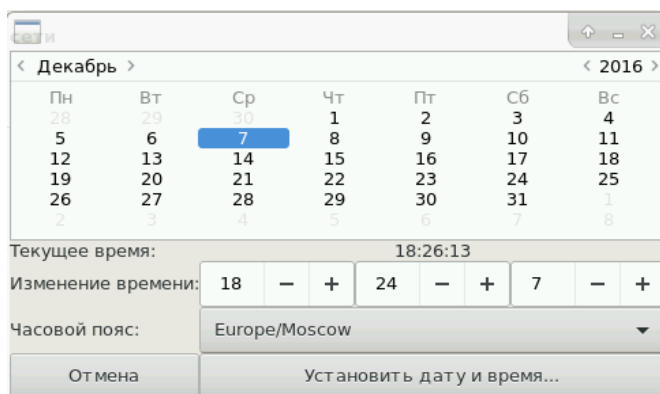 сети
< Декабрь > < 2016 >
Пн Вт Ср Чт Пт Сб Вс
28 29 30 1 2 3 4
5 6 7 8 9 10 11
12 13 14 15 16 17 18
19 20 21 22 23 24 25
26 27 28 29 30 31 1
2 3 4 5 6 7 8
Текущее время: 18:26:13
Изменение времени: 18 − + 24 − + 7 − +
Часовой пояс: Europe/Moscow
Отмена Установить дату и время...